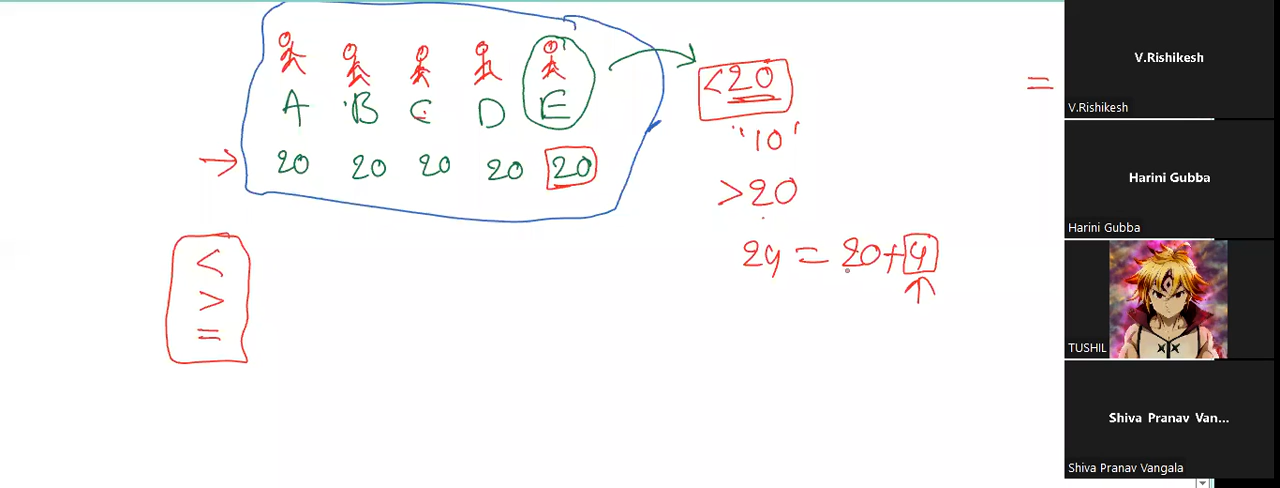 A B C D E
→ 20 20 20 20 20
<
>
=
<20
"10'
>20
24 = 20+4
=
V.Rishikesh
V.Rishikesh
Harini Gubba
Harini Gubba
TUSHIL
Shiva Pranav Van...
Shiva Pranav Vangala